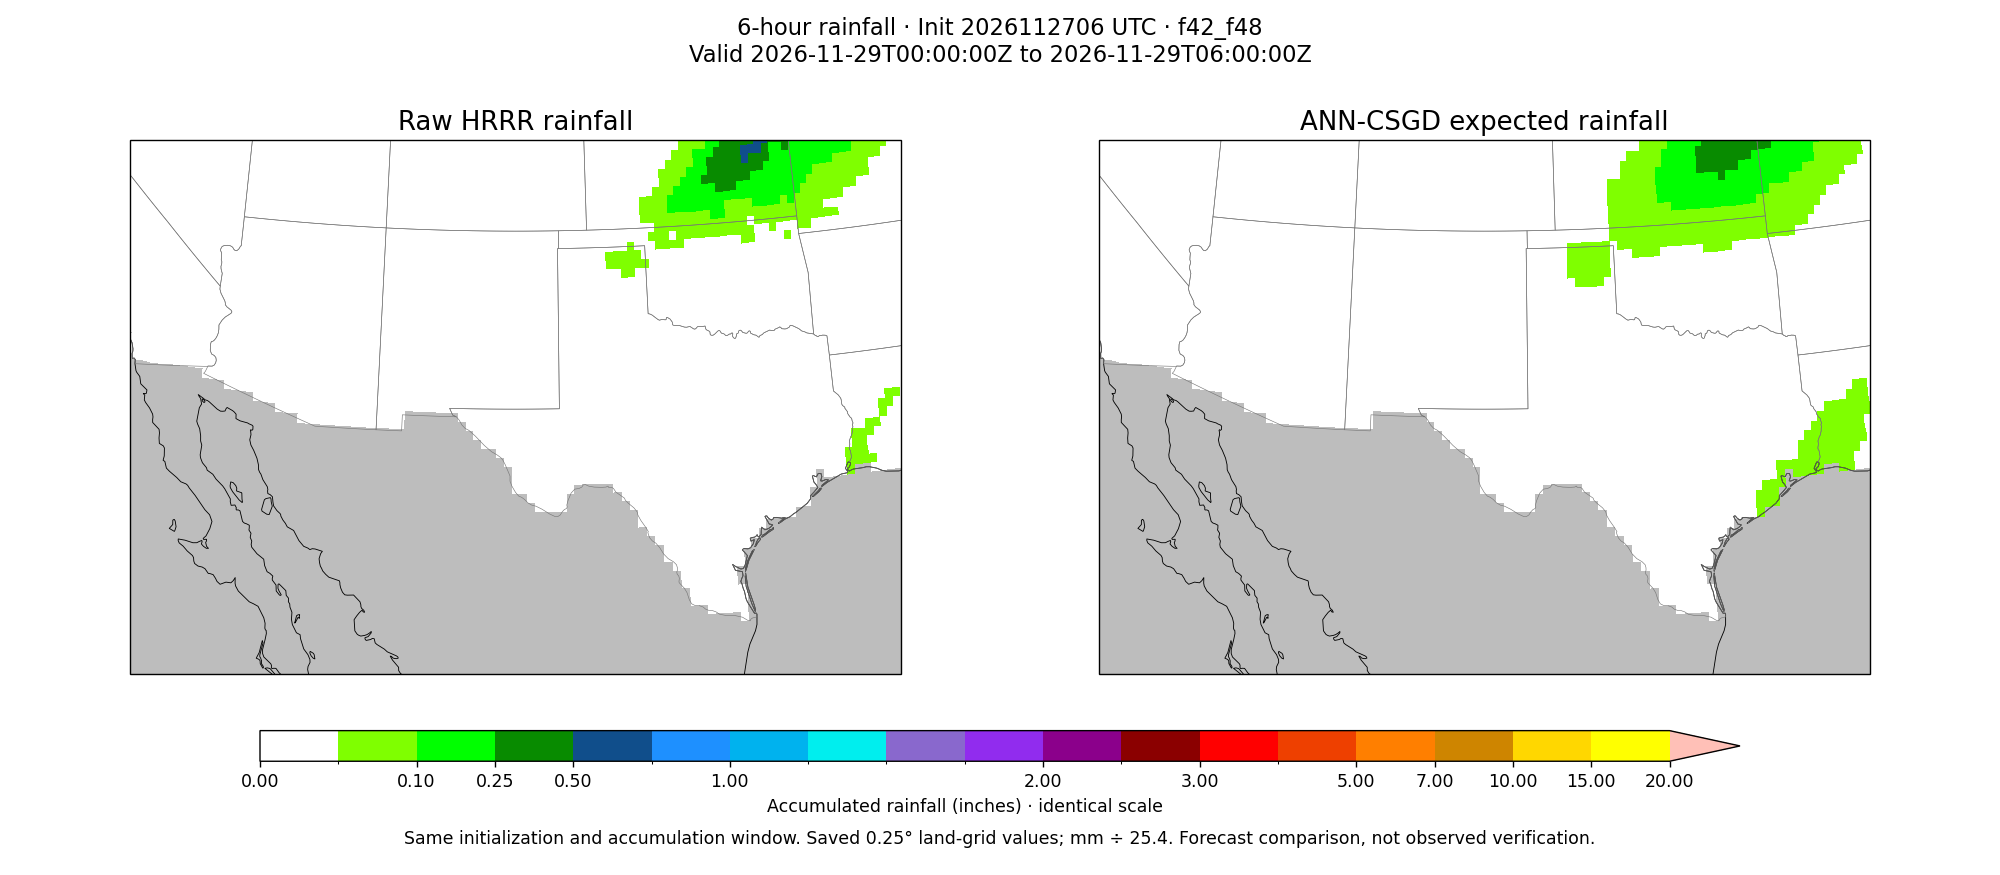 6-hour rainfall · Init 2026112706 UTC · f42_f48
Valid 2026-11-29T00:00:00Z to 2026-11-29T06:00:00Z
Raw HRRR rainfall
ANN-CSGD expected rainfall
0.00 0.10 0.25 0.50 1.00 2.00 3.00 5.00 7.00 10.00 15.00 20.00
Accumulated rainfall (inches) · identical scale
Same initialization and accumulation window. Saved 0.25° land-grid values; mm ÷ 25.4. Forecast comparison, not observed verification.